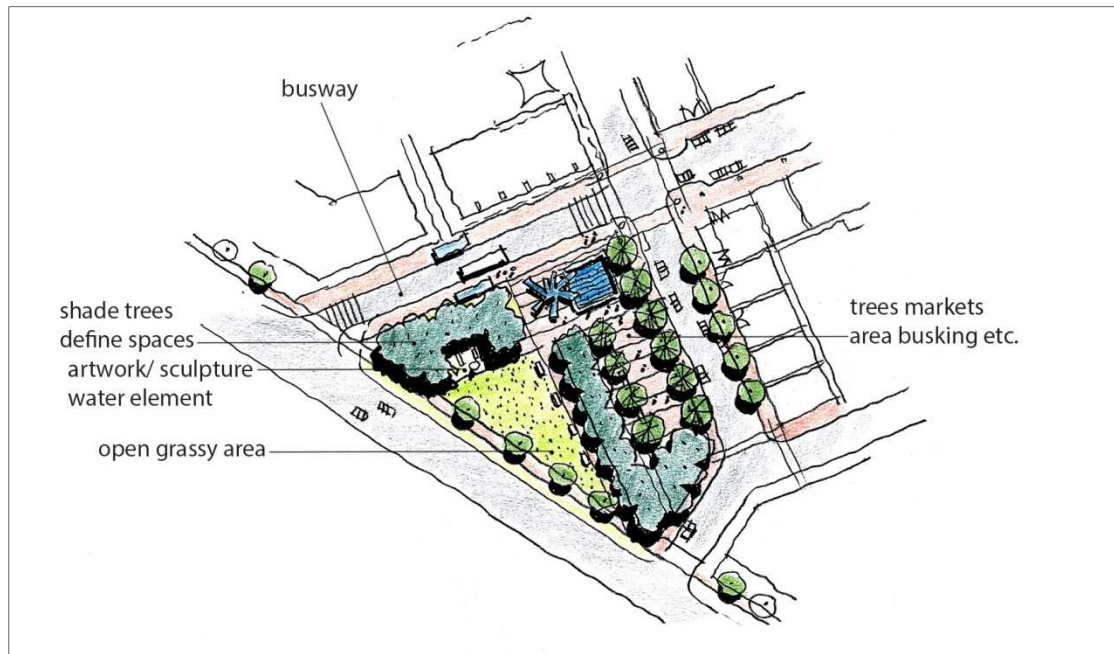 busway
shade trees
define spaces
artwork/ sculpture
water element
open grassy area
trees markets
area busking etc.